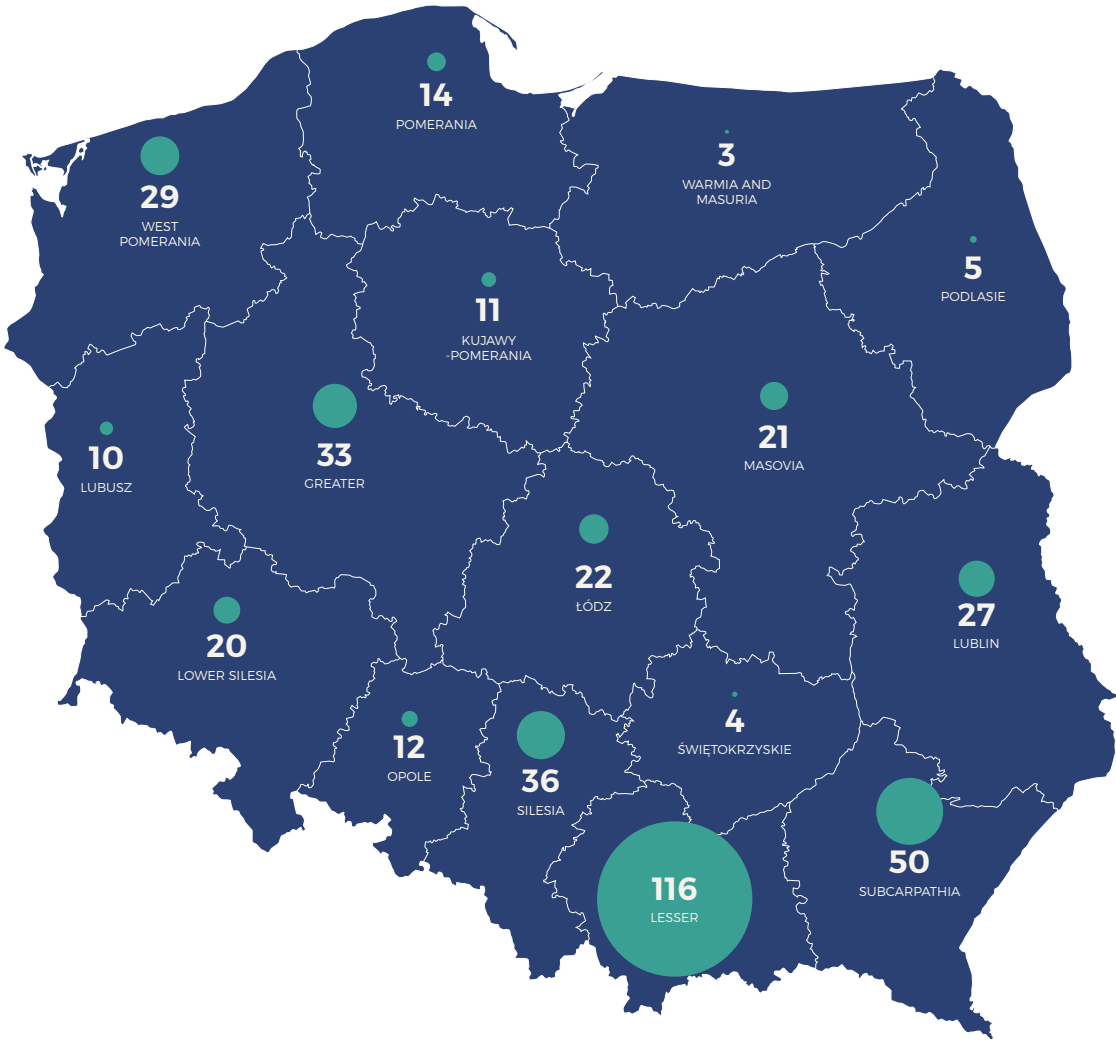 14
POMERANIA
3
WARMIA AND
MASURIA
29
WEST
POMERANIA
5
PODLASIE
11
KUJAWY
-POMERANIA
21
MASOVIA
33
GREATER
10
LUBUSZ
22
ŁÓDZ
27
LUBLIN
20
LOWER SILESIA
4
ŚWIĘTOKRZYSKIE
12
OPOLE
36
SILESIA
50
SUBCARPATHIA
116
LESSER